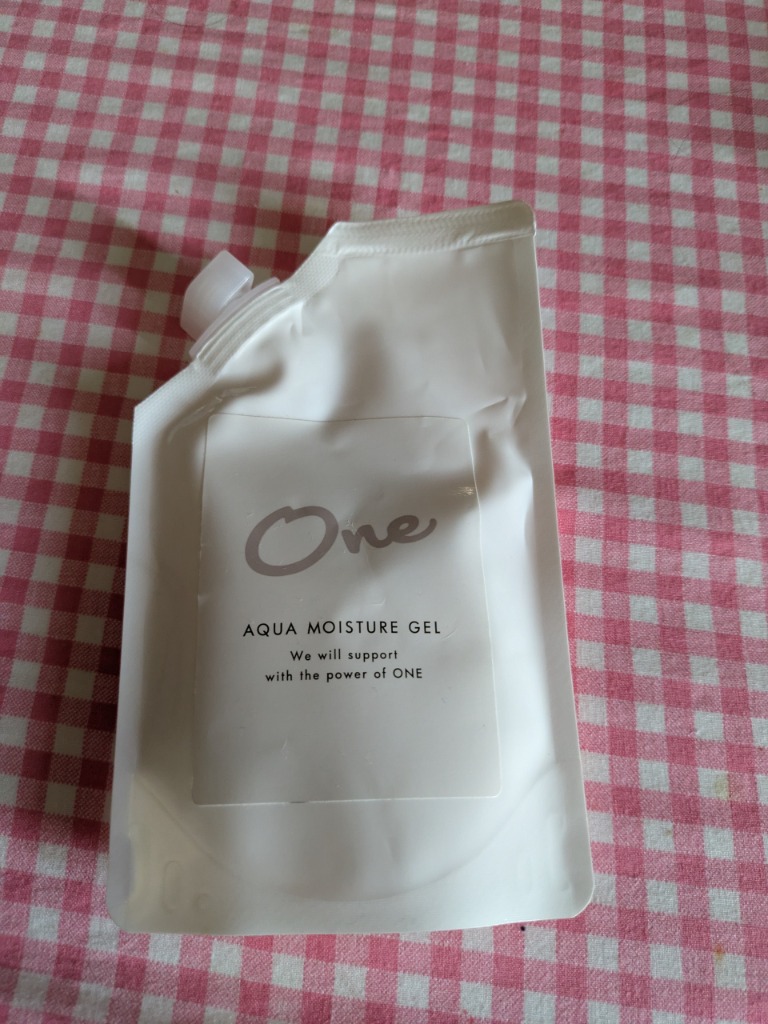 One
AQUA MOISTURE GEL
We will support
with the power of ONE